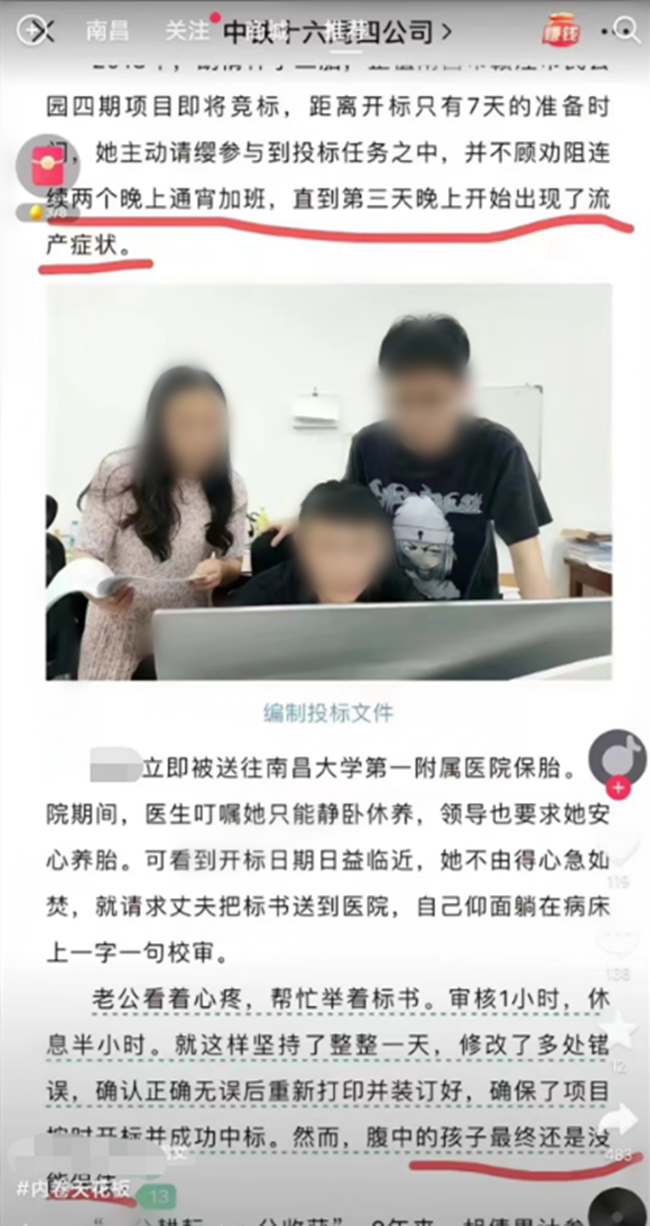 南昌 关注 商城 推荐
中铁十六局四公司 >
赚钱
园四期项目即将竞标，距离开标只有7天的准备时
间，她主动请缨参与到投标任务之中，并不顾劝阻连
续两个晚上通宵加班，直到第三天晚上开始出现了流
产症状。
3/8
编制投标文件
立即被送往南昌大学第一附属医院保胎。
院期间，医生叮嘱她只能静卧休养，领导也要求她安
心养胎。可看到开标日期日益临近，她不由得心急如
焚，就请求丈夫把标书送到医院，自己仰面躺在病床
上一字一句校审。
老公看着心疼，帮忙举着标书。审核1小时，休
息半小时。就这样坚持了整整一天，修改了多处错
误，确认正确无误后重新打印并装订好，确保了项目
按时开标并成功中标。然而，腹中的孩子最终还是没
能保住
119
138
12
483
#内卷天花板
13